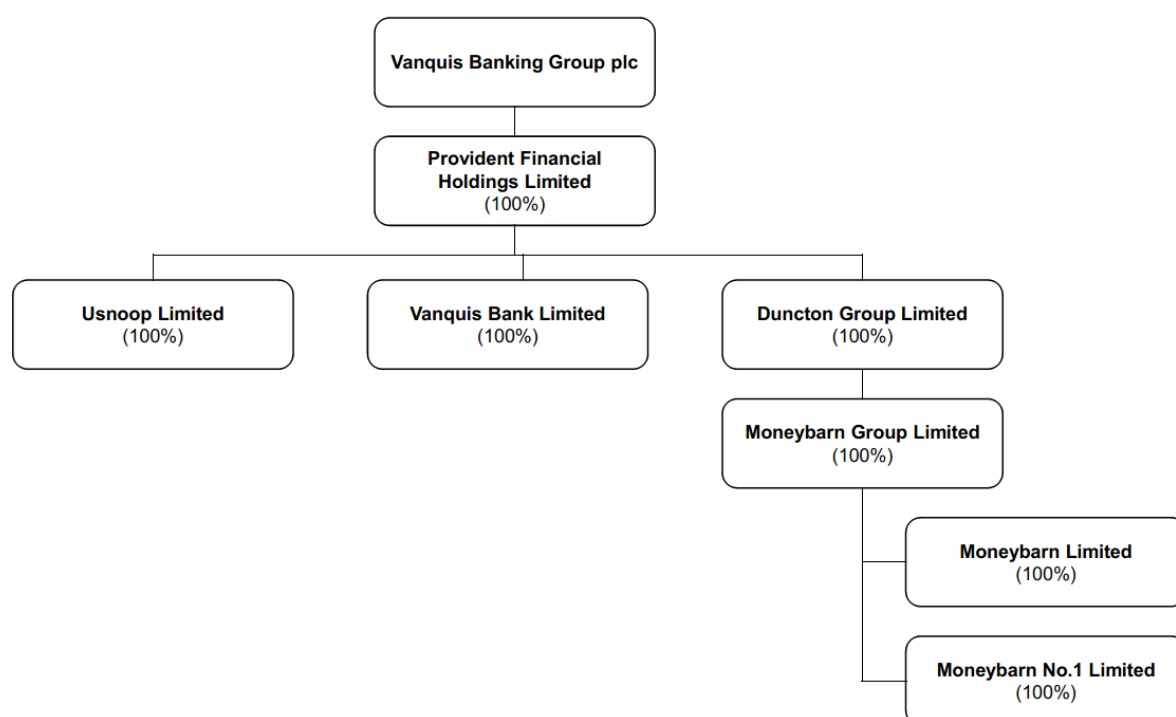 Vanquis Banking Group plc
Provident Financial
Holdings Limited
(100%)
Usnoop Limited
(100%)
Vanquis Bank Limited
(100%)
Duncton Group Limited
(100%)
Moneybarn Group Limited
(100%)
Moneybarn Limited
(100%)
Moneybarn No.1 Limited
(100%)